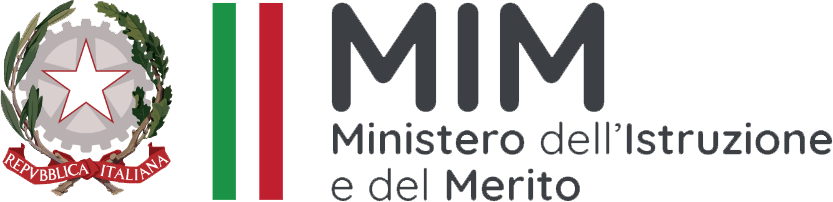 REPVBBLICA ITALIANA
MIM
Ministero dell'Istruzione
e del Merito